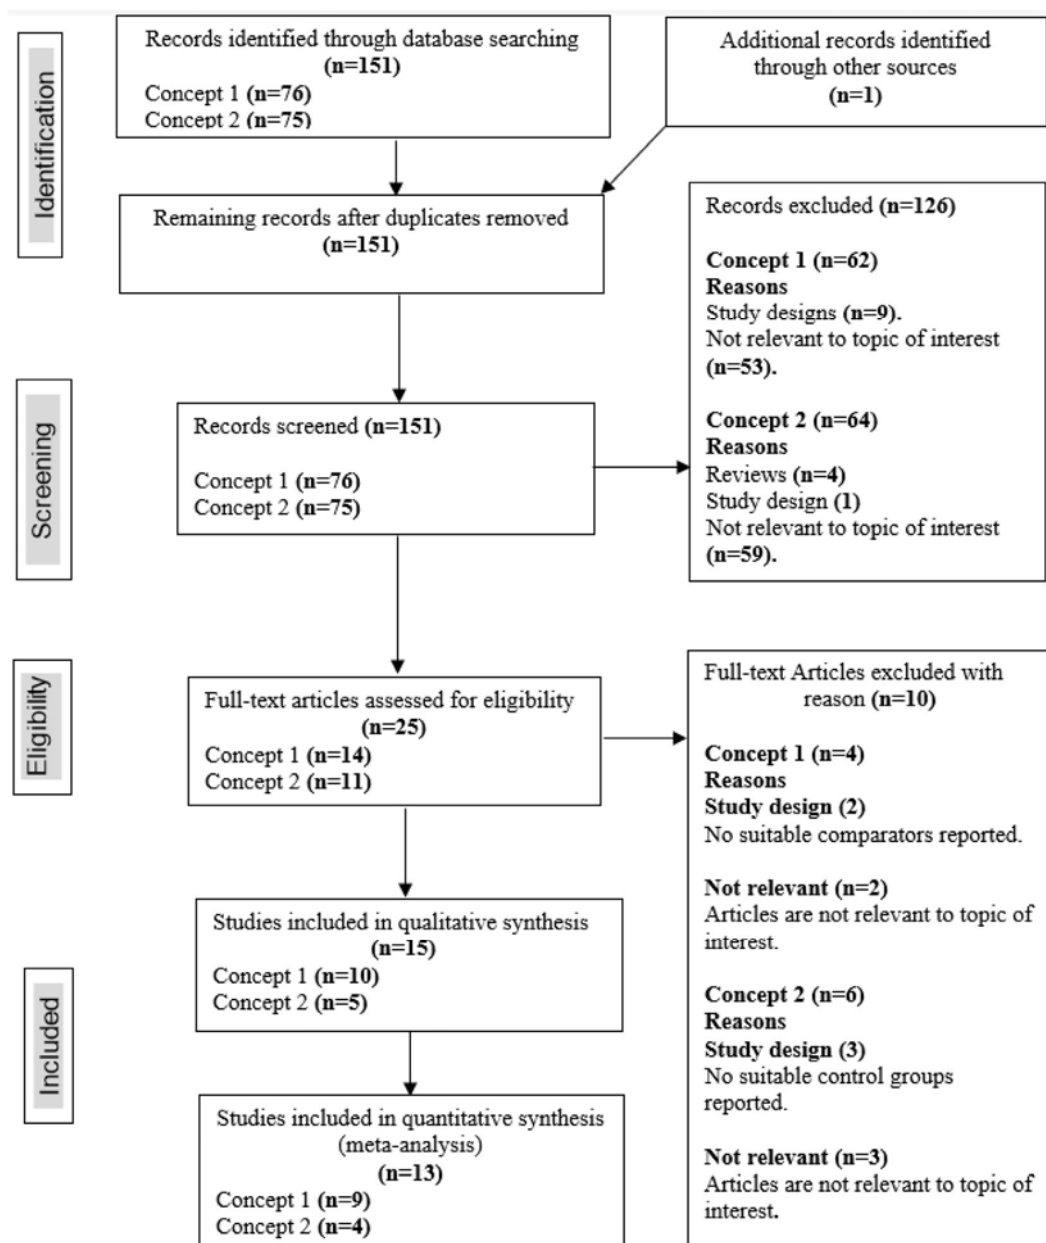 Identification
Records identified through database searching
(n=151)
Concept 1 (n=76)
Concept 2 (n=75)
Additional records identified
through other sources
(n=1)
Remaining records after duplicates removed
(n=151)
Records excluded (n=126)
Concept 1 (n=62)
Reasons
Study designs (n=9).
Not relevant to topic of interest
(n=53).
Concept 2 (n=64)
Reasons
Reviews (n=4)
Study design (1)
Not relevant to topic of interest
(n=59).
Screening
Records screened (n=151)
Concept 1 (n=76)
Concept 2 (n=75)
Eligibility
Full-text articles assessed for eligibility
(n=25)
Concept 1 (n=14)
Concept 2 (n=11)
Full-text Articles excluded with
reason (n=10)
Concept 1 (n=4)
Reasons
Study design (2)
No suitable comparators reported.
Not relevant (n=2)
Articles are not relevant to topic of
interest.
Concept 2 (n=6)
Reasons
Study design (3)
No suitable control groups
reported.
Not relevant (n=3)
Articles are not relevant to topic of
interest.
Included
Studies included in qualitative synthesis
(n=15)
Concept 1 (n=10)
Concept 2 (n=5)
Studies included in quantitative synthesis
(meta-analysis)
(n=13)
Concept 1 (n=9)
Concept 2 (n=4)